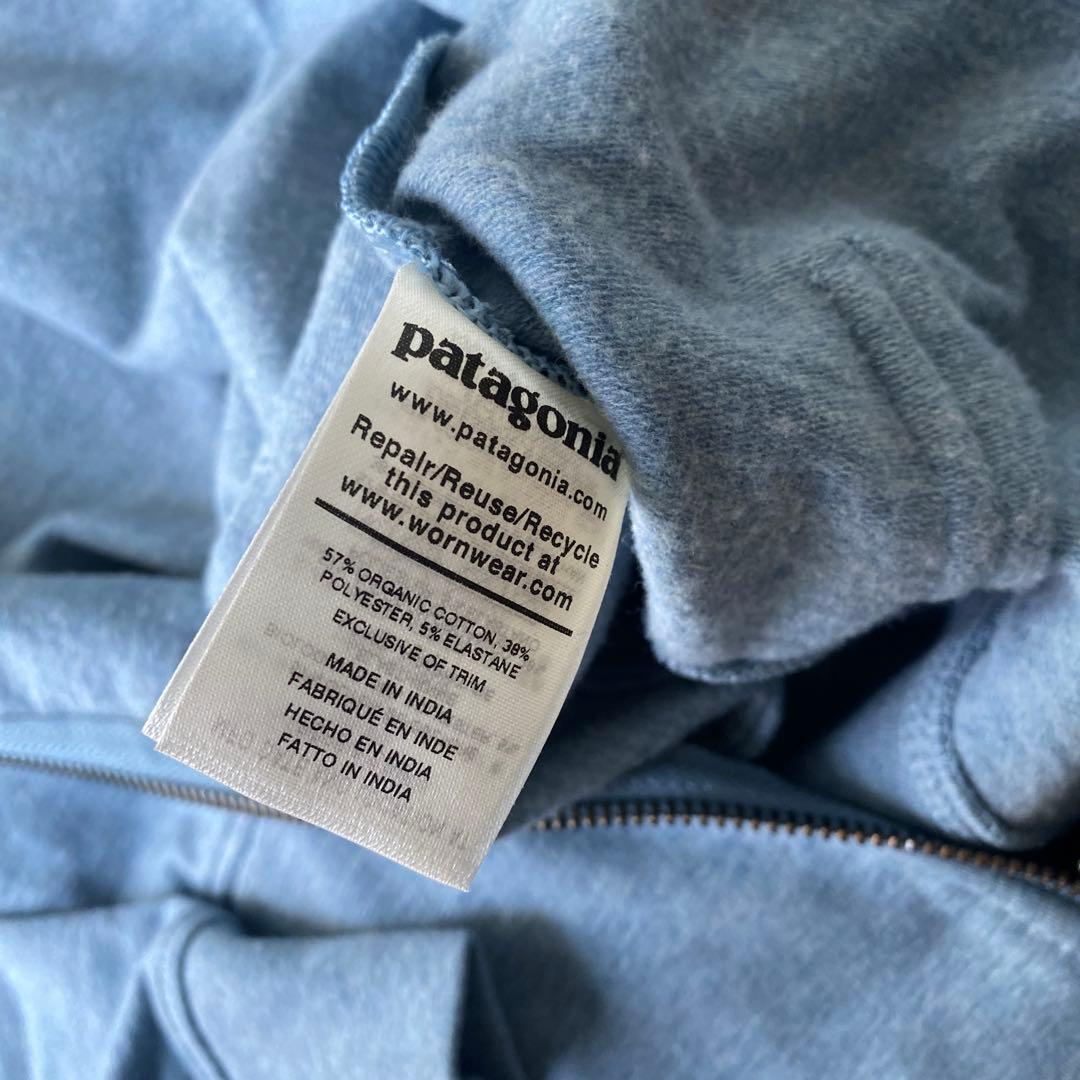 patagonia
www.patagonia.com
Repair/Reuse/Recycle
this product at
www.wornwear.com
57% ORGANIC COTTON, 38%
POLYESTER, 5% ELASTANE
EXCLUSIVE OF TRIM
MADE IN INDIA
FABRIQUÉ EN INDE
HECHO EN INDIA
FATTO IN INDIA